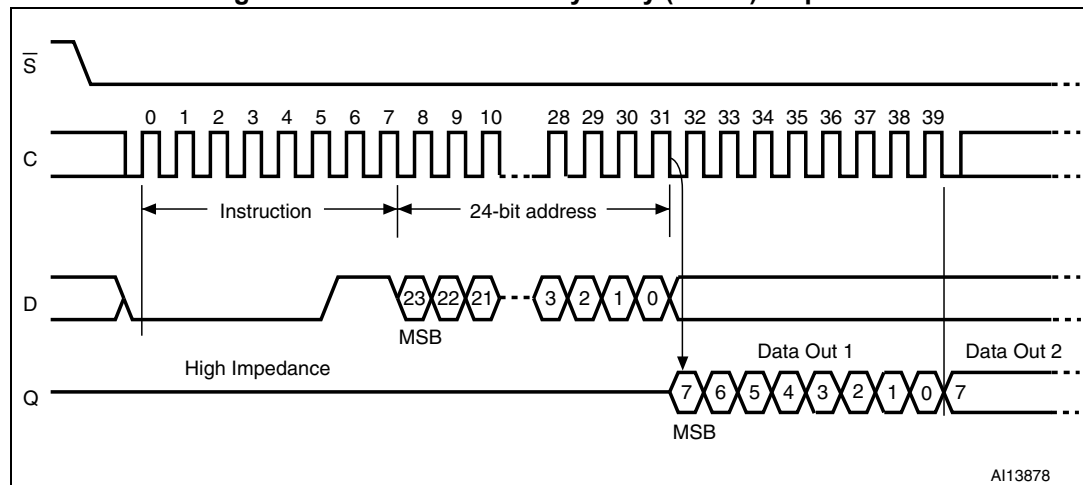 S
0 1 2 3 4 5 6 7 8 9 10 28 29 30 31 32 33 34 35 36 37 38 39
C
Instruction 24-bit address
D 23 22 21 3 2 1 0
MSB
Data Out 1 Data Out 2
High Impedance
Q 7 6 5 4 3 2 1 0 7
MSB
AI13878